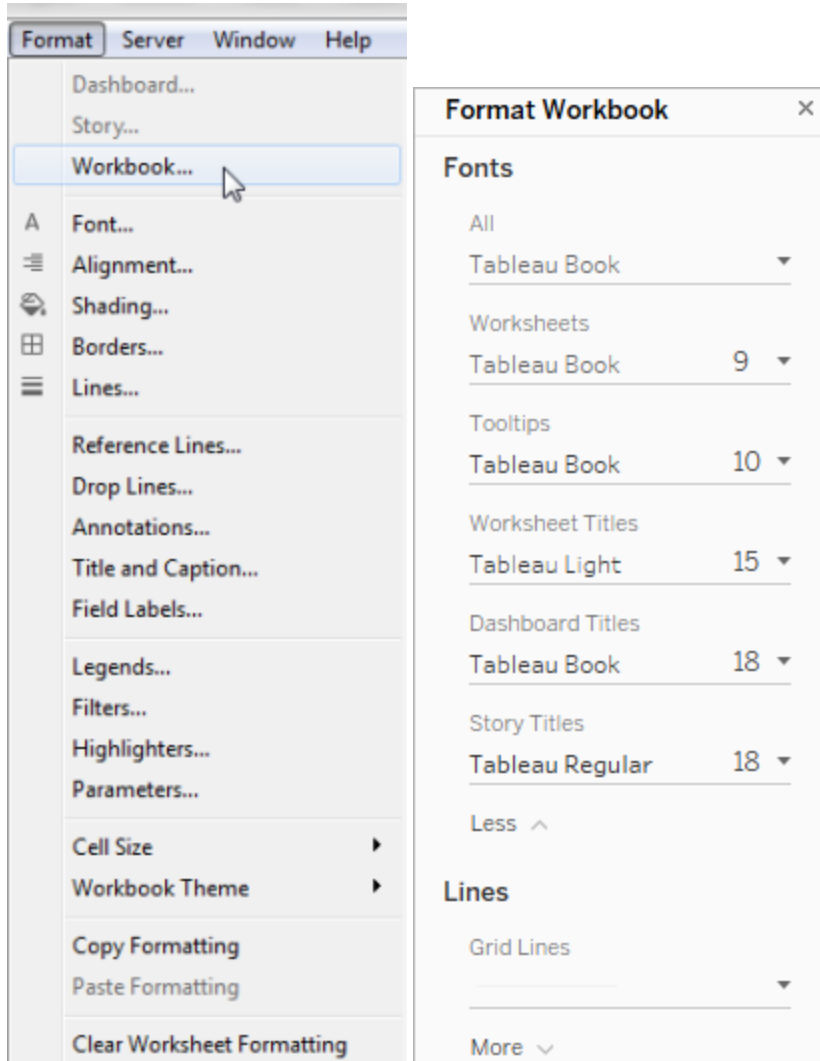 Format Server Window Help
Dashboard...
Story...
Workbook...
A Font...
Alignment...
Shading...
Borders...
Lines...
Reference Lines...
Drop Lines...
Annotations...
Title and Caption...
Field Labels...
Legends...
Filters...
Highlighters...
Parameters...
Cell Size
Workbook Theme
Copy Formatting
Paste Formatting
Clear Worksheet Formatting
Format Workbook
Fonts
All
Tableau Book
Worksheets
Tableau Book 9
Tooltips
Tableau Book 10
Worksheet Titles
Tableau Light 15
Dashboard Titles
Tableau Book 18
Story Titles
Tableau Regular 18
Less
Lines
Grid Lines
More